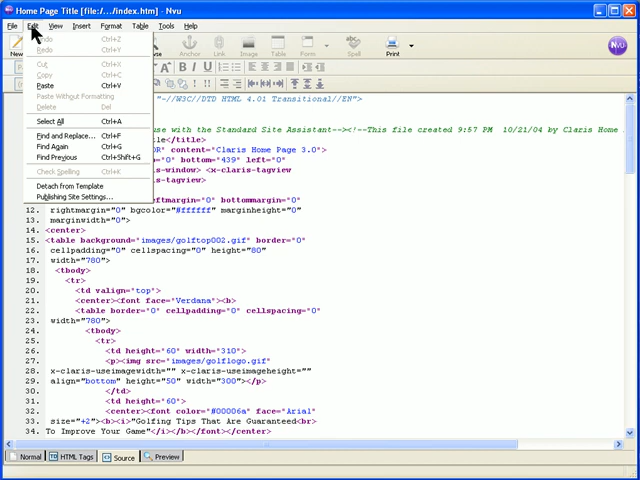 Home Page Title [file:/.../index.htm] - Nvu
File Edit View Insert Format Table Tools Help
New Anchor Link Image Table Form Spell Print
Undo Ctrl+Z
Redo Ctrl+Y
Cut Ctrl+X
Copy Ctrl+C
Paste Ctrl+V
Paste Without Formatting
Delete Del
Select All Ctrl+A
Find and Replace... Ctrl+F
Find Again Ctrl+G
Find Previous Ctrl+Shift+G
Check Spelling Ctrl+K
Detach from Template
Publishing Site Settings...
B I U
"-//W3C//DTD HTML 4.01 Transitional//EN">
use with the Standard Site Assistant--><!--This file created 9:57 PM 10/21/04 by Claris Home
tle</title>
OR" content="Claris Home Page 3.0">
op="0" bottom="439" left="0"
s-window> <x-claris-tagview
-tagview>
eftmargin="0" bottommargin="0"
12. rightmargin="0" bgcolor="#ffffff" marginheight="0"
13. marginwidth="0">
14. <center>
15. <table background="images/golftop002.gif" border="0"
16. cellpadding="0" cellspacing="0" height="80"
17. width="780">
18. <tbody>
19. <tr>
20. <td valign="top">
21. <center><font face="Verdana"><b>
22. <table border="0" cellpadding="0" cellspacing="0"
23. width="780">
24. <tbody>
25. <tr>
26. <td height="60" width="310">
27. <p><img src="images/golflogo.gif"
28. x-claris-useimagewidth="" x-claris-useimageheight=""
29. align="bottom" height="50" width="300"></p>
30. </td>
31. <td height="60">
32. <center><font color="#00006a" face="Arial"
33. size="+2"><b><i>"Golfing Tips That Are Guaranteed<br>
34. To Improve Your Game"</i></b></font></center>
Normal HTML Tags Source Preview